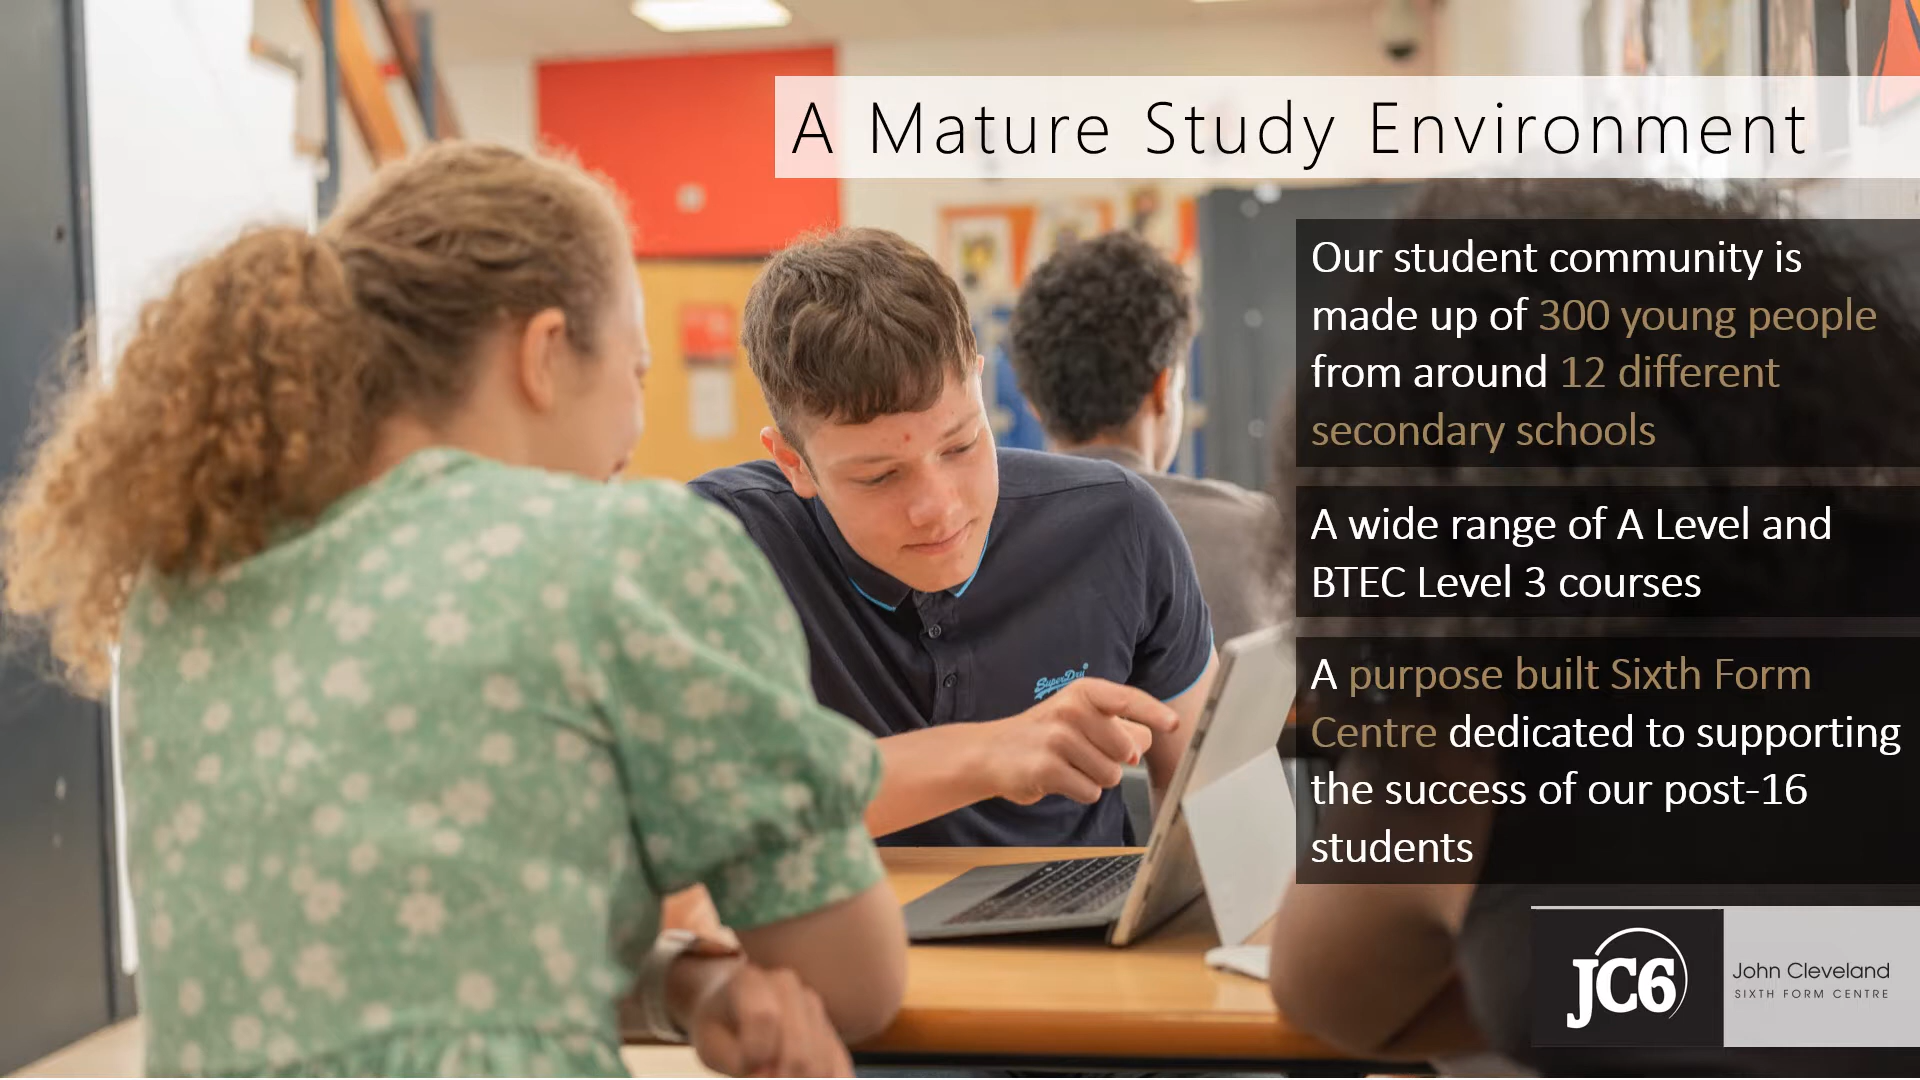 A Mature Study Environment
Our student community is
made up of 300 young people
from around 12 different
secondary schools
A wide range of A Level and
BTEC Level 3 courses
A purpose built Sixth Form
Centre dedicated to supporting
the success of our post-16
students
SuperDry
JC6
John Cleveland
SIXTH FORM CENTRE